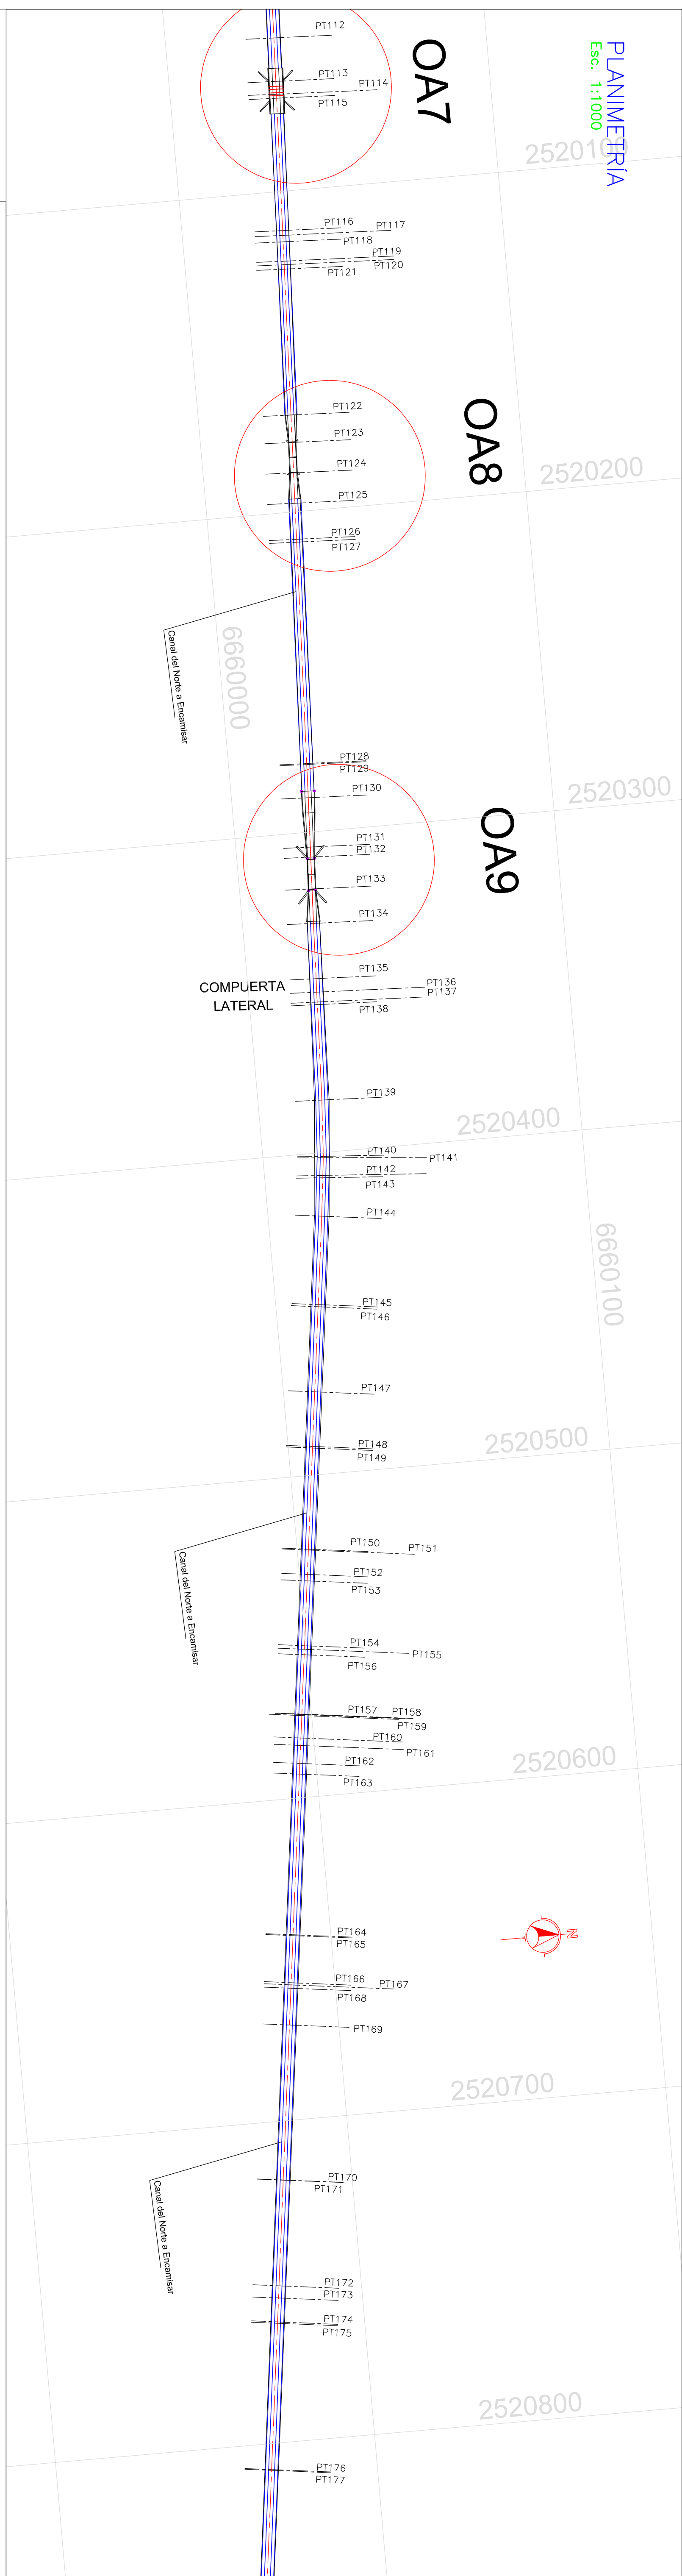 PLANIMETRÍA
Esc. 1:1000
OA7
PT112
PT113
PT114
PT115
2520100
PT116
PT117
PT118
PT119
PT120
PT121
OA8
PT122
PT123
PT124
PT125
2520200
PT126
PT127
Canal del Norte a Encamisar
6660000
PT128
PT129
2520300
PT130
OA9
PT131
PT132
PT133
PT134
PT135
COMPUERTA
LATERAL
PT136
PT137
PT138
PT139
2520400
PT140
PT141
PT142
PT143
PT144
6660100
PT145
PT146
PT147
2520500
PT148
PT149
PT150
PT151
Canal del Norte a Encamisar
PT152
PT153
PT154
PT155
PT156
PT157
PT158
PT159
PT160
PT161
2520600
PT162
PT163
N
PT164
PT165
PT166
PT167
PT168
PT169
2520700
PT170
PT171
Canal del Norte a Encamisar
PT172
PT173
PT174
PT175
2520800
PT176
PT177